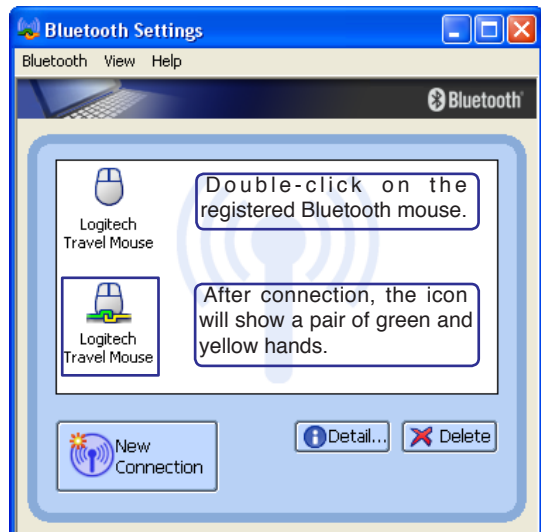 Bluetooth Settings
Bluetooth View Help
Bluetooth
Logitech
Travel Mouse
Double-click on the
registered Bluetooth mouse.
Logitech
Travel Mouse
After connection, the icon
will show a pair of green and
yellow hands.
New
Connection
Detail...
Delete